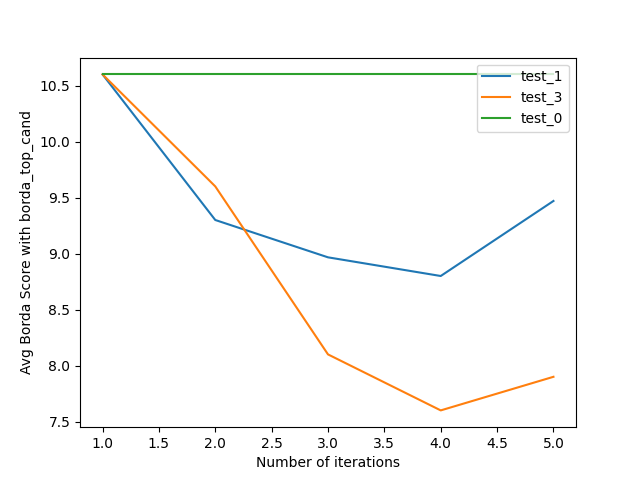 10.5
10.0
9.5
9.0
8.5
8.0
7.5
Avg Borda Score with borda_top_cand
test_1
test_3
test_0
1.0 1.5 2.0 2.5 3.0 3.5 4.0 4.5 5.0
Number of iterations